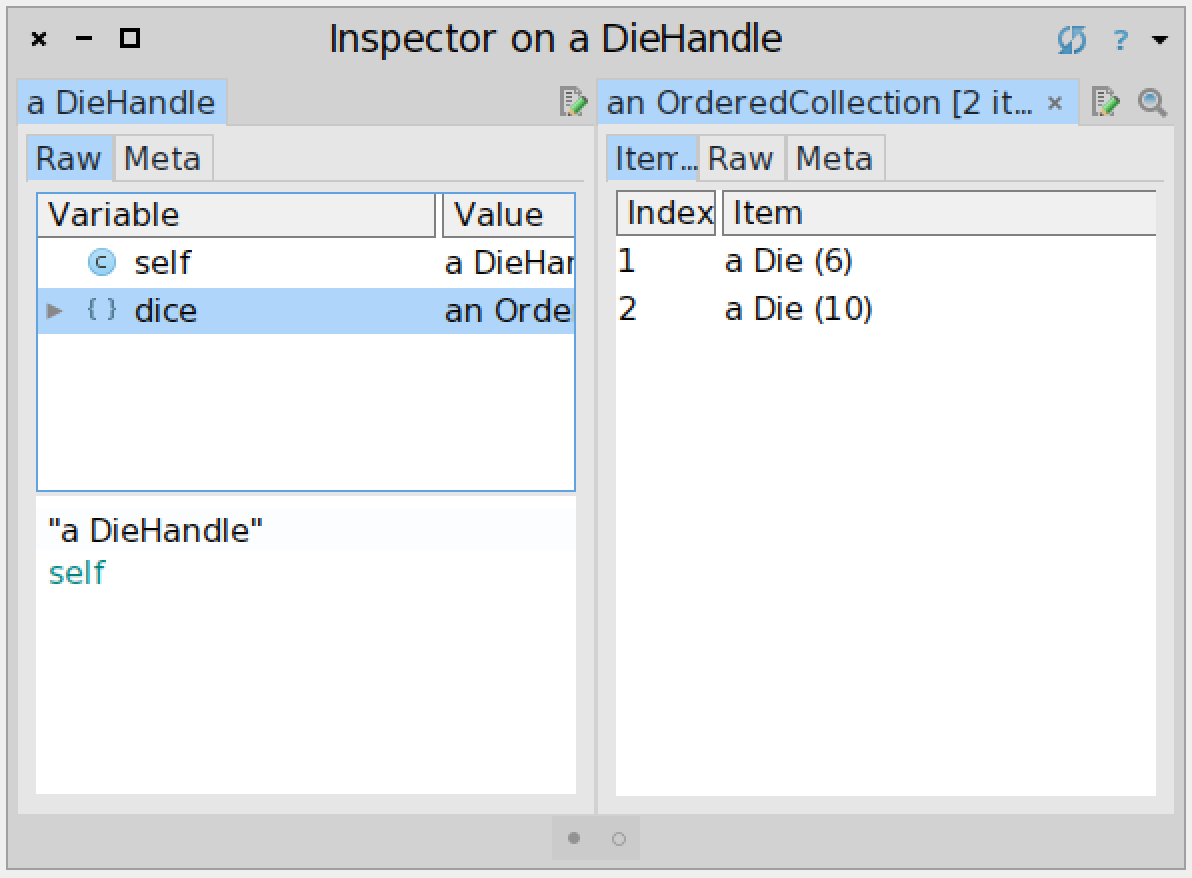 Inspector on a DieHandle ?
a DieHandle
Raw Meta
Variable Value
c self a DieHar
{ } dice an Orde
"a DieHandle"
self
an OrderedCollection [2 it... ×
Item... Raw Meta
Index Item
1 a Die (6)
2 a Die (10)